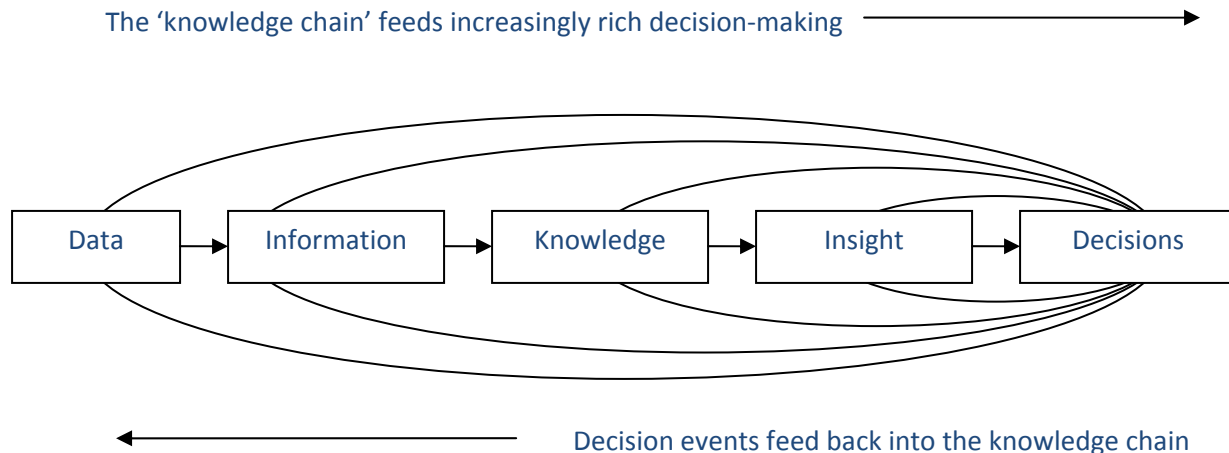 The ‘knowledge chain’ feeds increasingly rich decision-making
Data
Information
Knowledge
Insight
Decisions
Decision events feed back into the knowledge chain